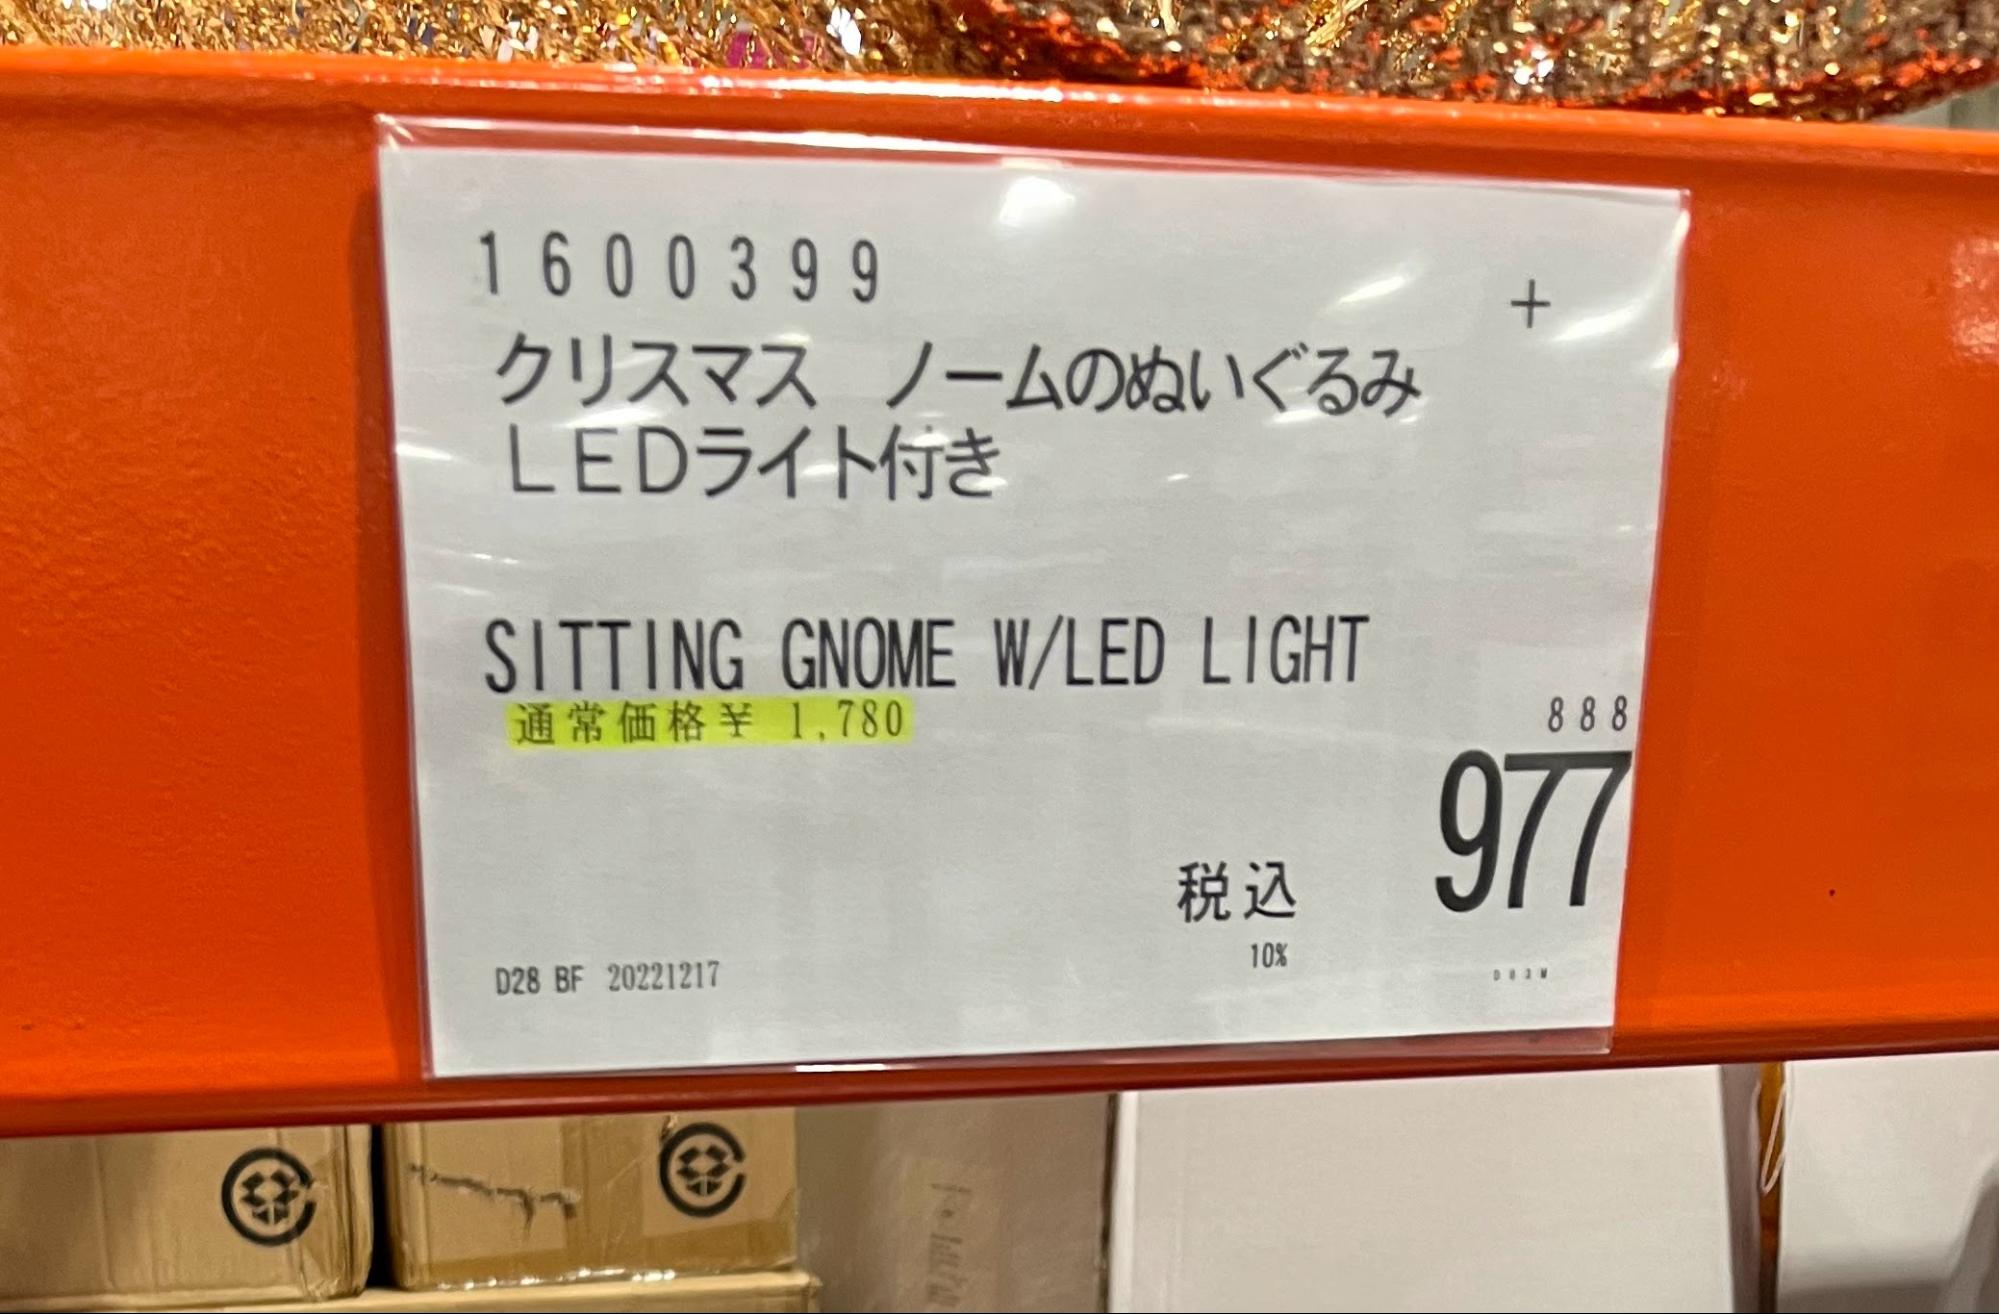 1600399
+
クリスマス　ノームのぬいぐるみ
LEDライト付き
SITTING GNOME W/LED LIGHT
通常価格¥ 1,780
888
977
税込
10%
D28 BF 20221217